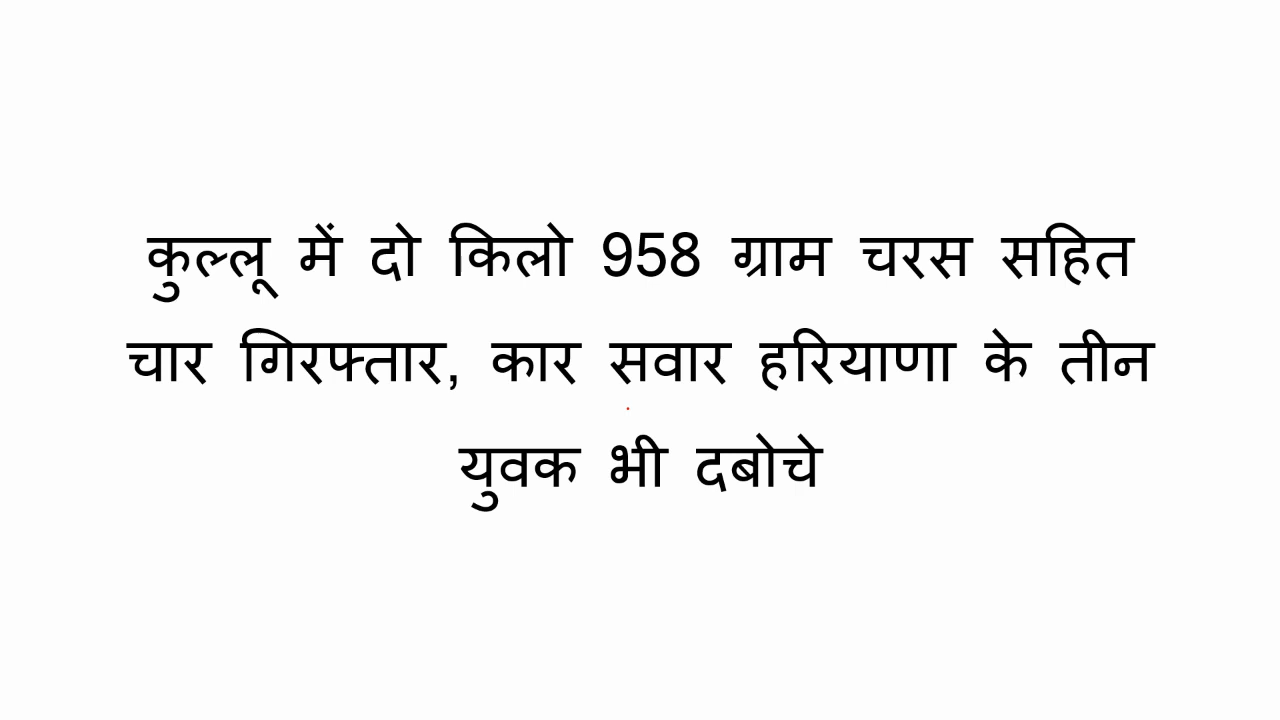 कुल्लू में दो किलो 958 ग्राम चरस सहित
चार गिरफ्तार, कार सवार हरियाणा के तीन
युवक भी दबोचे